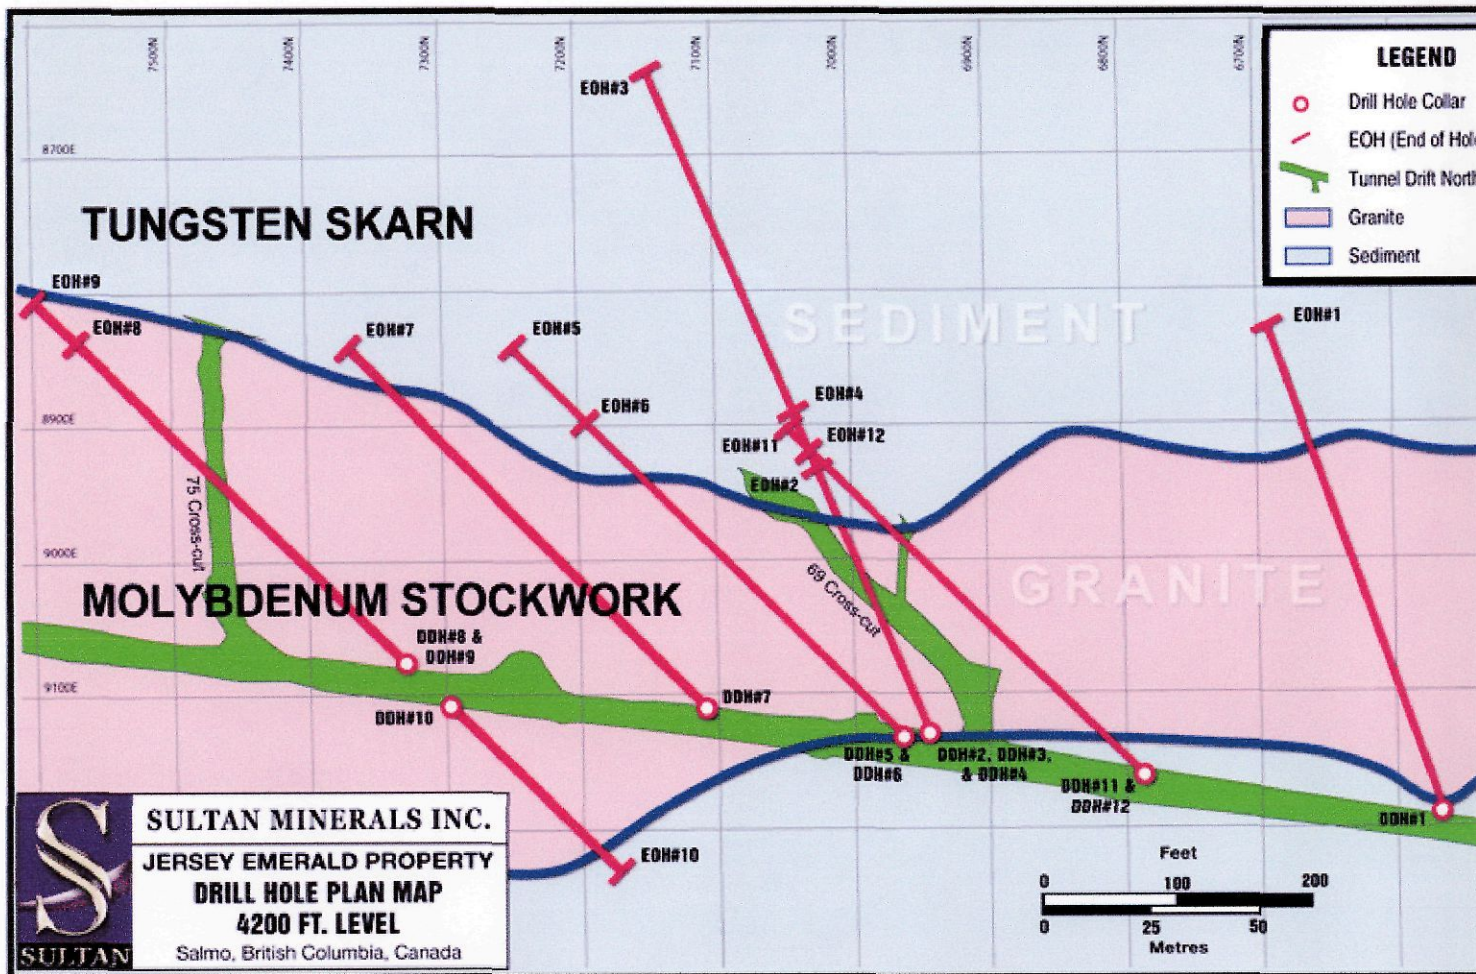 7500N
7400N
7300N
7200N
7100N
7000N
6900N
6800N
6700N
LEGEND
Drill Hole Collar
EOH (End of Hole
Tunnel Drift North
Granite
Sediment
EOH#3
8700E
TUNGSTEN SKARN
EOH#9
EOH#8
EOH#7
EOH#5
SEDIMENT
EOH#1
EOH#6
EOH#4
8900E
EOH#11
EOH#12
EOH#2
75 Cross-cut
9000E
69 Cross-cut
GRANITE
MOLYBDENUM STOCKWORK
DDH#8 &
DDH#9
9100E
DDH#10
DDH#7
DDH#5 &
DDH#6
DDH#2, DDH#3,
& DDH#4
DDH#11 &
DDH#12
DDH#1
EOH#10
SULTAN
SULTAN MINERALS INC.
JERSEY EMERALD PROPERTY
DRILL HOLE PLAN MAP
4200 FT. LEVEL
Salmo, British Columbia, Canada
Feet
0 100 200
0 25 50
Metres